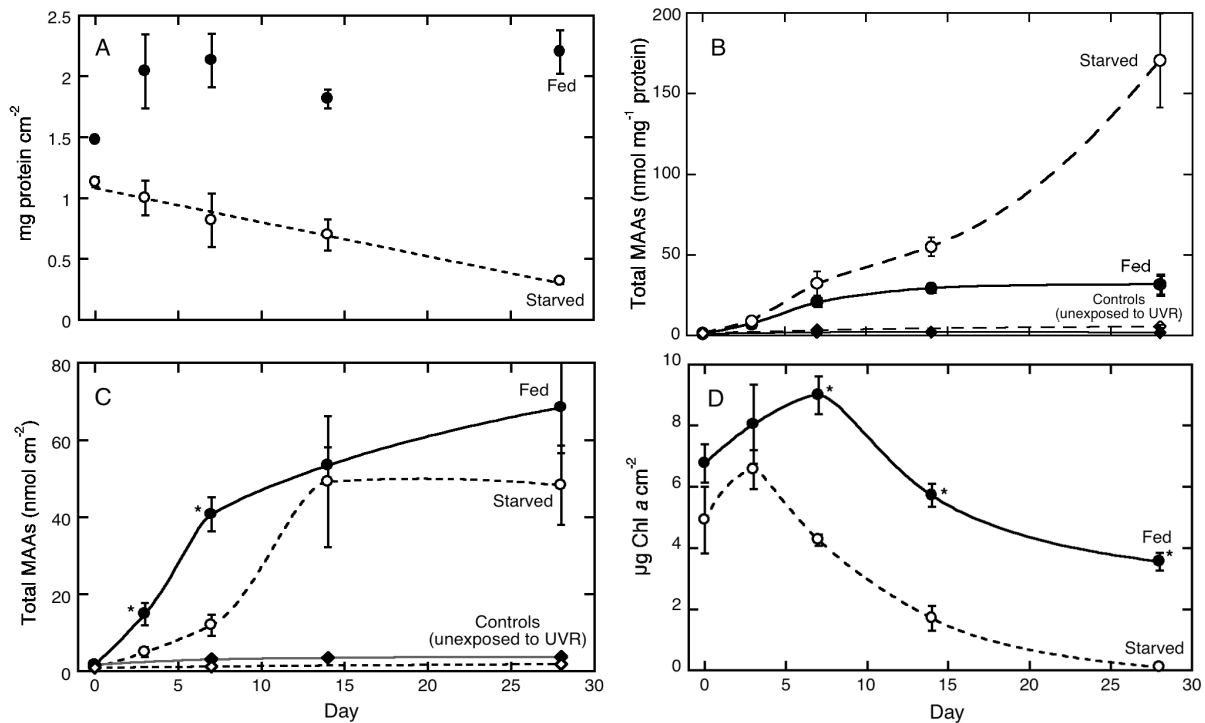 A
2.5
2
1.5
1
0.5
0
mg protein cm-2
Fed
Starved
B
200
150
100
50
0
Total MAAs (nmol mg-1 protein)
Starved
Fed
Controls
(unexposed to UVR)
C
80
60
40
20
0
Total MAAs (nmol cm-2)
*
*
Fed
Starved
Controls
(unexposed to UVR)
0 5 10 15 20 25 30
Day
D
10
8
6
4
2
0
µg Chl a cm-2
*
*
*
Fed
Starved
0 5 10 15 20 25 30
Day